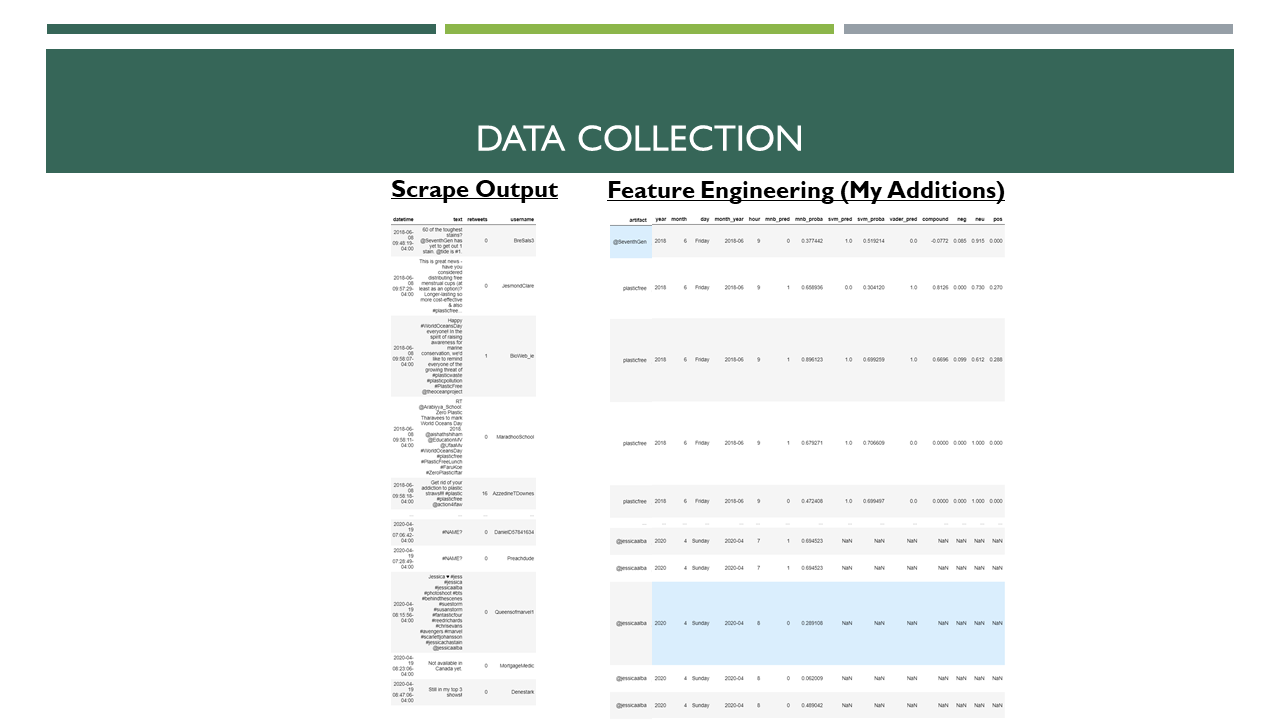 DATA COLLECTION
Scrape Output
datetime text retweets username
2018-06-
08
09:48:19-
04:00
60 of the toughest
stains?
@SeventhGen has
yet to get out 1
stain. @tide is #1.
0
BreBalls3
2018-06-
08
09:57:29-
04:00
This is great news -
have you
considered
distributing free
menstrual cups (at
least as an option)?
Longer-lasting so
more cost-effective
& also
#plasticfree...
0
JesmondClare
2018-06-
08
09:58:07-
04:00
Happy
#WorldOceansDay
everyone! In the
spirit of raising
awareness for
marine
conservation, we'd
like to remind
everyone of the
growing threat of
#plasticwaste
#plasticpollution
#PlasticFree
@theoceanproject
1
BioWeb_ie
2018-06-
08
09:58:11-
04:00
RT
@Arabiyya_School:
Zero Plastic
Tharavees to mark
World Oceans Day
2018.
@aishathshiham
@EducationMV
@UfaaMv
#WorldOceansDay
#plasticfree
#PlasticFreeLunch
#FaruKoe
#ZeroPlasticIftar
0
MaradhooSchool
2018-06-
08
09:58:18-
04:00
Get rid of your
addiction to plastic
straws!!! #plastic
#plasticfree
@action4ifaw
16
AzzedineTDownes
... ... ... ...
2020-04-
19
07:06:42-
04:00
#NAME?
0
DanielD57841634
2020-04-
19
07:28:49-
04:00
#NAME?
0
Preachdude
2020-04-
19
08:15:56-
04:00
Jessica ♥ #jess
#jessica
#jessicaalba
#photoshoot #bts
#behindthescenes
#suestorm
#susanstorm
#fantasticfour
#reedrichards
#chrisevans
#avengers #marvel
#scarlettjohansson
#jessicachastain
@jessicaalba
0
Queensofmarvel1
2020-04-
19
08:23:06-
04:00
Not available in
Canada yet.
0
MortgageMedic
2020-04-
19
08:47:06-
04:00
Still in my top 3
shows!
0
Denestark
Feature Engineering (My Additions)
artifact year month day month_year hour mnb_pred mnb_proba svm_pred svm_proba vader_pred compound neg neu pos
@SeventhGen 2018 6 Friday 2018-06 9 0 0.377442 1.0 0.519214 0.0 -0.0772 0.085 0.915 0.000
plasticfree 2018 6 Friday 2018-06 9 1 0.658936 0.0 0.304120 1.0 0.8126 0.000 0.730 0.270
plasticfree 2018 6 Friday 2018-06 9 1 0.896123 1.0 0.699259 1.0 0.6696 0.099 0.612 0.288
plasticfree 2018 6 Friday 2018-06 9 1 0.679271 1.0 0.706609 0.0 0.0000 0.000 1.000 0.000
plasticfree 2018 6 Friday 2018-06 9 0 0.472408 1.0 0.699497 0.0 0.0000 0.000 1.000 0.000
... ... ... ... ... ... ... ... ... ... ... ... ... ... ...
@jessicaalba 2020 4 Sunday 2020-04 7 1 0.694523 NaN NaN NaN NaN NaN NaN NaN
@jessicaalba 2020 4 Sunday 2020-04 7 1 0.694523 NaN NaN NaN NaN NaN NaN NaN
@jessicaalba 2020 4 Sunday 2020-04 8 0 0.289108 NaN NaN NaN NaN NaN NaN NaN
@jessicaalba 2020 4 Sunday 2020-04 8 0 0.062009 NaN NaN NaN NaN NaN NaN NaN
@jessicaalba 2020 4 Sunday 2020-04 8 0 0.409042 NaN NaN NaN NaN NaN NaN NaN